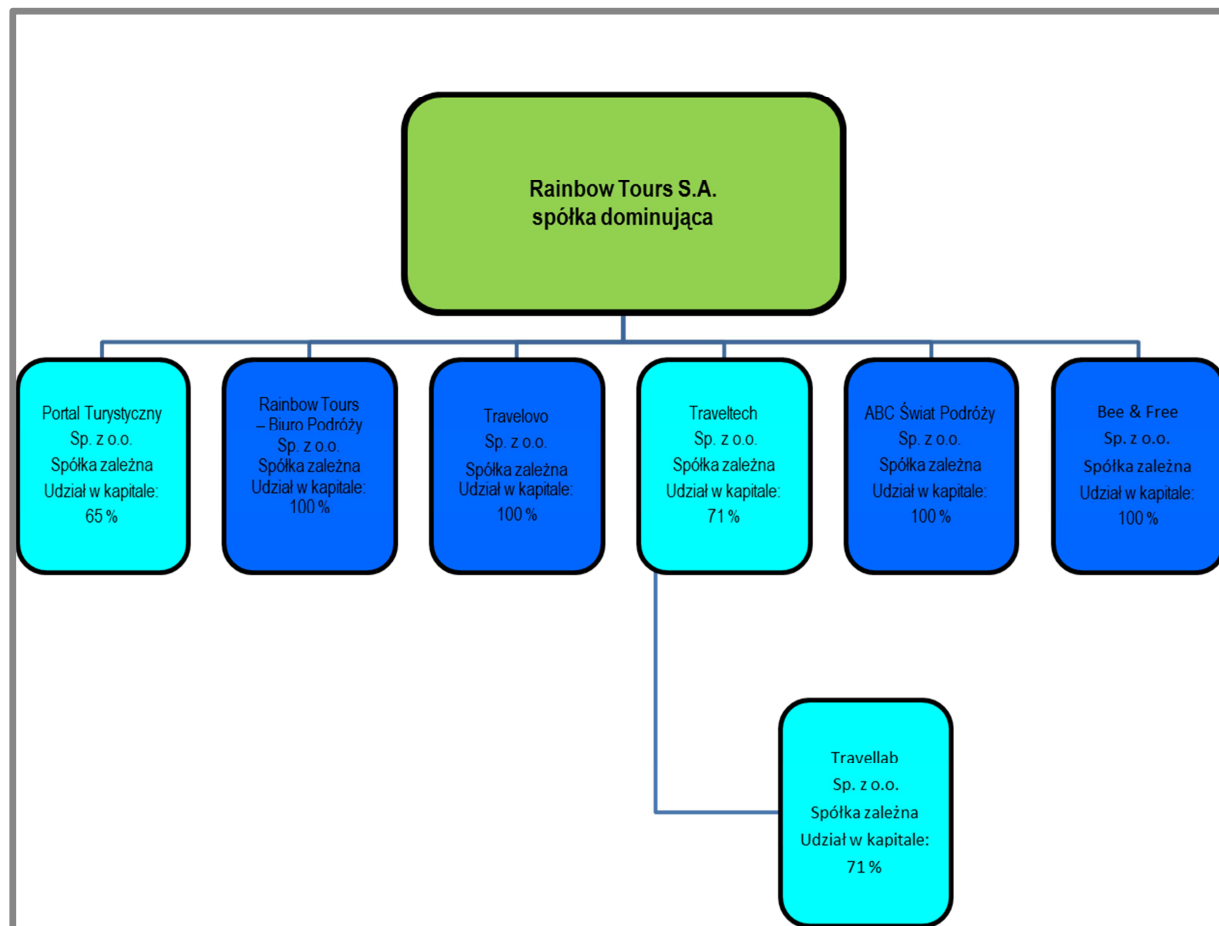 Rainbow Tours S.A.
spółka dominująca
Portal Turystyczny
Sp. z o.o.
Spółka zależna
Udział w kapitale:
65 %
Rainbow Tours
– Biuro Podróży
Sp. z o.o.
Spółka zależna
Udział w kapitale:
100 %
Travelovo
Sp. z o.o.
Spółka zależna
Udział w kapitale:
100 %
Traveltech
Sp. z o.o.
Spółka zależna
Udział w kapitale:
71 %
ABC Świat Podróży
Sp. z o.o.
Spółka zależna
Udział w kapitale:
100 %
Bee & Free
Sp. z o.o.
Spółka zależna
Udział w kapitale:
100 %
Travellab
Sp. z o.o.
Spółka zależna
Udział w kapitale:
71 %